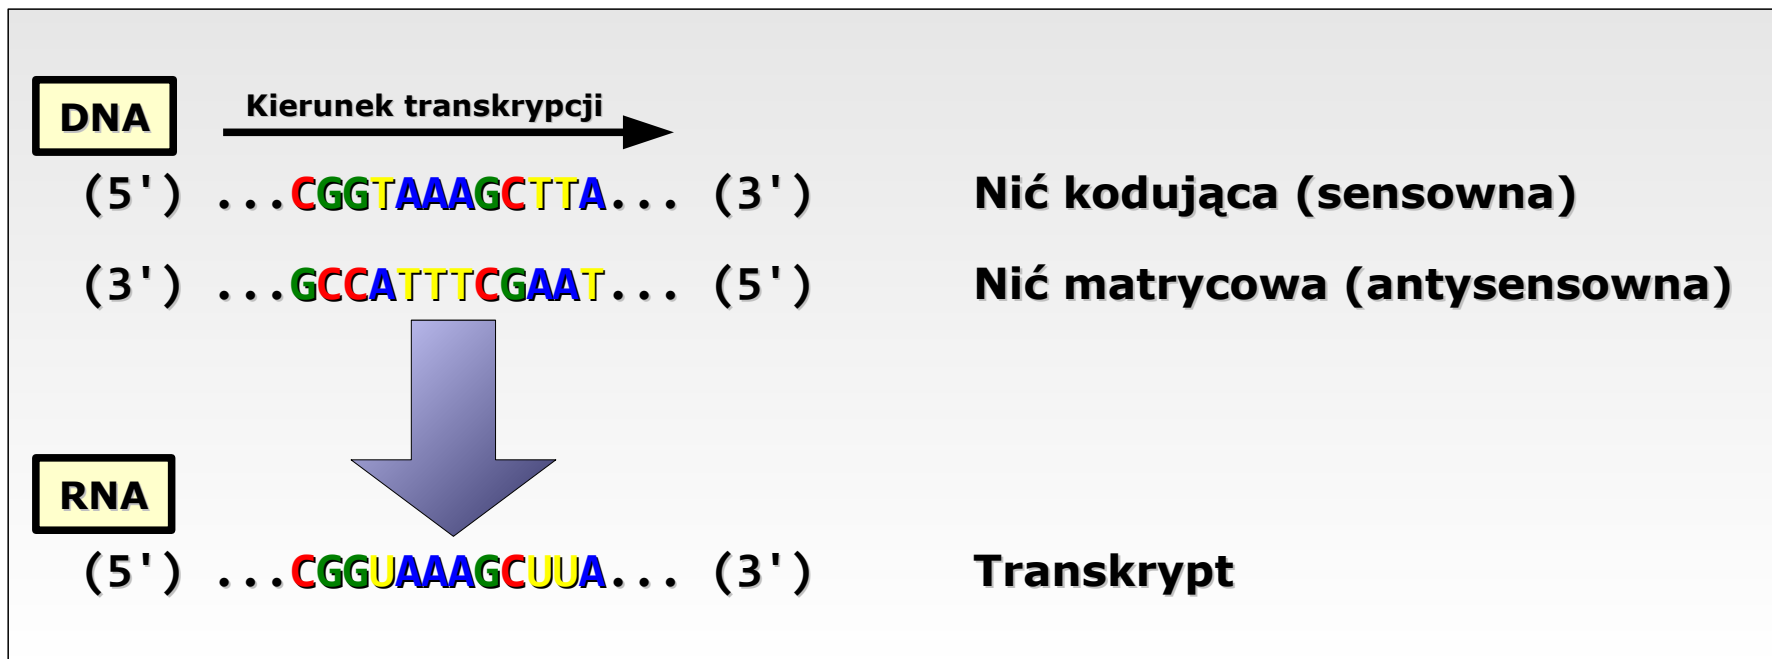 DNA
Kierunek transkrypcji
(5') ...CGGTAAAGCTTA... (3') Nić kodująca (sensowna)
(3') ...GCCATTTCGAAT... (5') Nić matrycowa (antysensowna)
RNA
(5') ...CGGUAAAGCUUA... (3') Transkrypt